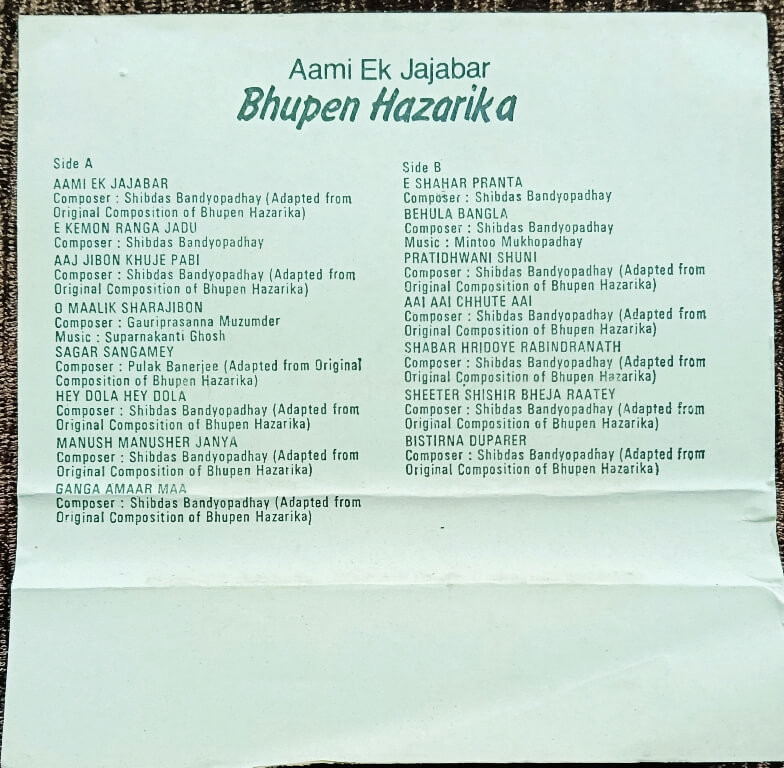 Aami Ek Jajabar
Bhupen Hazarika
Side A
AAMI EK JAJABAR
Composer : Shibdas Bandyopadhay (Adapted from
Original Composition of Bhupen Hazarika)
E KEMON RANGA JADU
Composer : Shibdas Bandyopadhay
AAJ JIBON KHUJE PABI
Composer : Shibdas Bandyopadhay (Adapted from
Original Composition of Bhupen Hazarika)
O MAALIK SHARAJIBON
Composer : Gauriprasanna Muzumder
Music : Suparnakanti Ghosh
SAGAR SANGAMEY
Composer : Pulak Banerjee (Adapted from Original
Composition of Bhupen Hazarika)
HEY DOLA HEY DOLA
Composer : Shibdas Bandyopadhay (Adapted from
Original Composition of Bhupen Hazarika)
MANUSH MANUSHER JANYA
Composer : Shibdas Bandyopadhay (Adapted from
Original Composition of Bhupen Hazarika)
GANGA AMAAR MAA
Composer : Shibdas Bandyopadhay (Adapted from
Original Composition of Bhupen Hazarika)
Side B
E SHAHAR PRANTA
Composer : Shibdas Bandyopadhay
BEHULA BANGLA
Composer : Shibdas Bandyopadhay
Music : Mintoo Mukhopadhay
PRATIDHWANI SHUNI
Composer : Shibdas Bandyopadhay (Adapted from
Original Composition of Bhupen Hazarika)
AAI AAI CHHUTE AAI
Composer : Shibdas Bandyopadhay (Adapted from
Original Composition of Bhupen Hazarika)
SHABAR HRIDOYE RABINDRANATH
Composer : Shibdas Bandyopadhay (Adapted from
Original Composition of Bhupen Hazarika)
SHEETER SHISHIR BHEJA RAATEY
Composer : Shibdas Bandyopadhay (Adapted from
Original Composition of Bhupen Hazarika)
BISTIRNA DUPARER
Composer : Shibdas Bandyopadhay (Adapted from
Original Composition of Bhupen Hazarika)